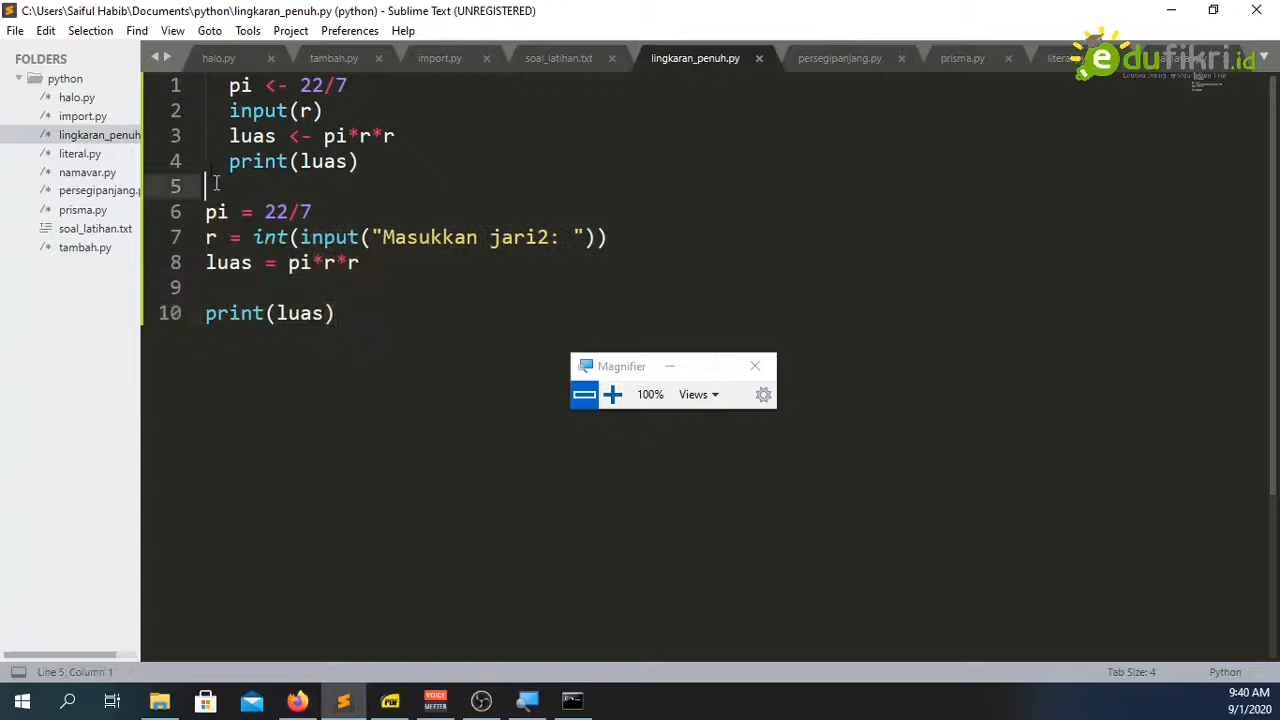 C:\Users\Saiful Habib\Documents\python\lingkaran_penuh.py (python) - Sublime Text (UNREGISTERED)
File Edit Selection Find View Goto Tools Project Preferences Help
edufikri.id
FOLDERS
python
halo.py
import.py
lingkaran_penuh
literal.py
namavar.py
persegipanjang.p
prisma.py
soal_latihan.txt
tambah.py
halo.py tambah.py import.py soal_latihan.txt lingkaran_penuh.py persegipanjang.py prisma.py
1 pi <- 22/7
2 input(r)
3 luas <- pi*r*r
4 print(luas)
5
6 pi = 22/7
7 r = int(input("Masukkan jari2: "))
8 luas = pi*r*r
9
10 print(luas)
Magnifier
100% Views
Line 5, Column 1 Tab Size: 4 Python
PDF VOICE MEETER
9:40 AM
9/1/2020